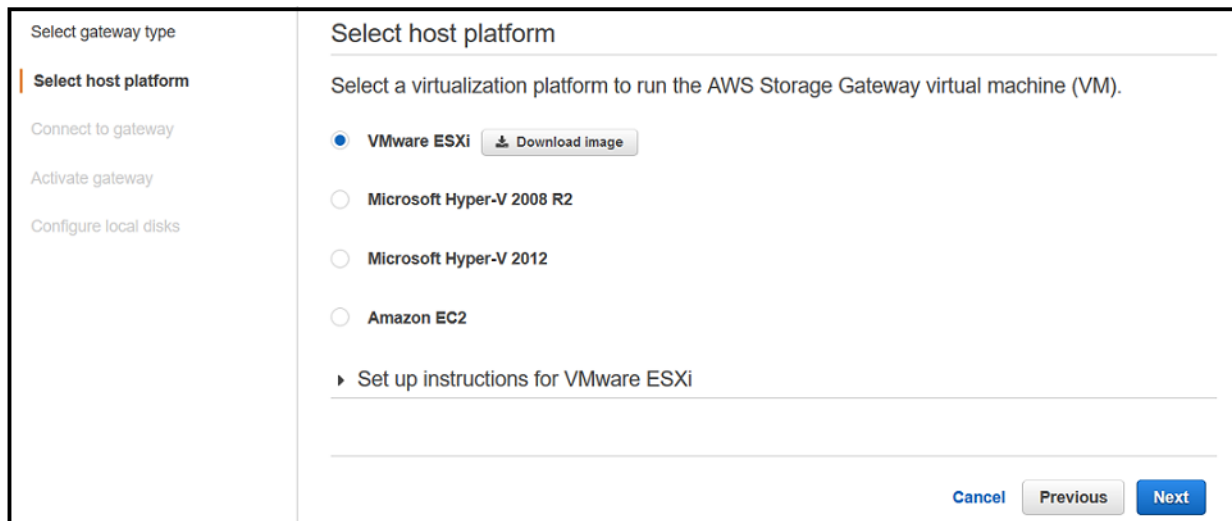 Select gateway type
Select host platform
Connect to gateway
Activate gateway
Configure local disks
Select host platform
Select a virtualization platform to run the AWS Storage Gateway virtual machine (VM).
VMware ESXi Download image
Microsoft Hyper-V 2008 R2
Microsoft Hyper-V 2012
Amazon EC2
Set up instructions for VMware ESXi
Cancel Previous Next